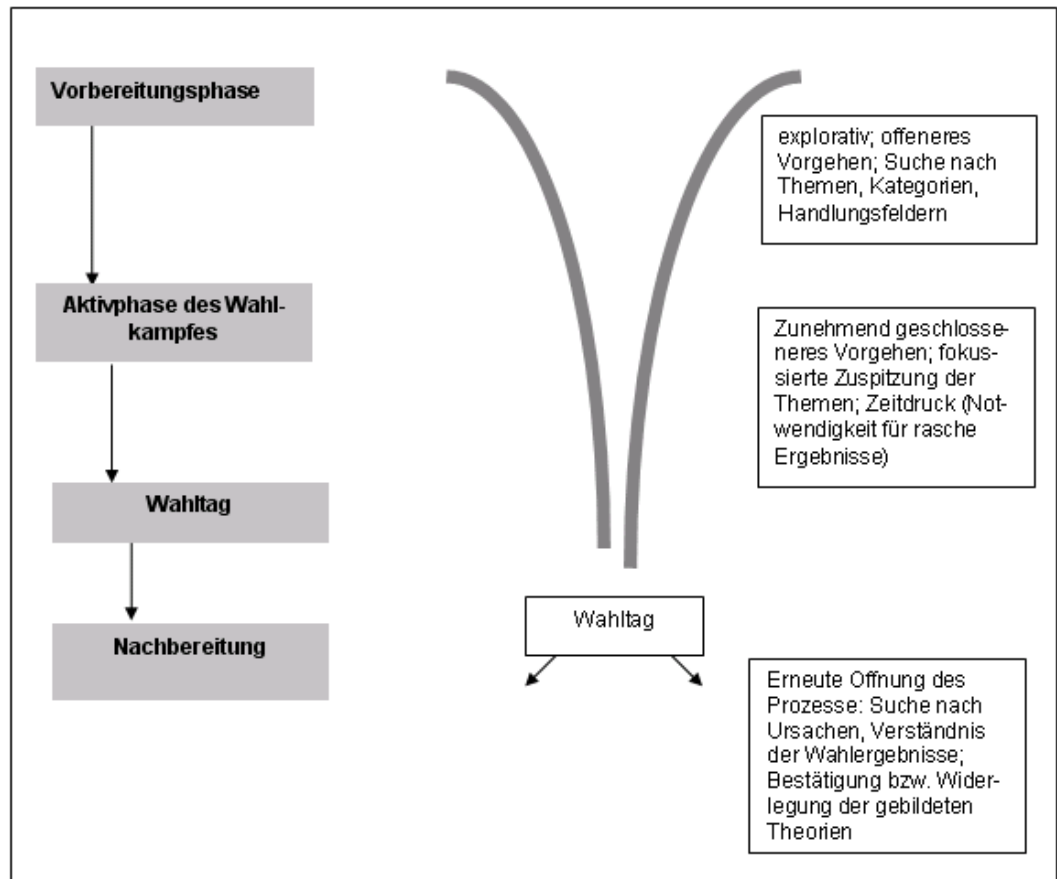 Vorbereitungsphase
explorativ; offeneres
Vorgehen; Suche nach
Themen, Kategorien,
Handlungsfeldern
Aktivphase des Wahl-
kampfes
Zunehmend geschlosse-
neres Vorgehen; fokus-
sierte Zuspitzung der
Themen; Zeitdruck (Not-
wendigkeit für rasche
Ergebnisse)
Wahltag
Wahltag
Nachbereitung
Erneute Offnung des
Prozesse: Suche nach
Ursachen, Verständnis
der Wahlergebnisse;
Bestätigung bzw. Wider-
legung der gebildeten
Theorien